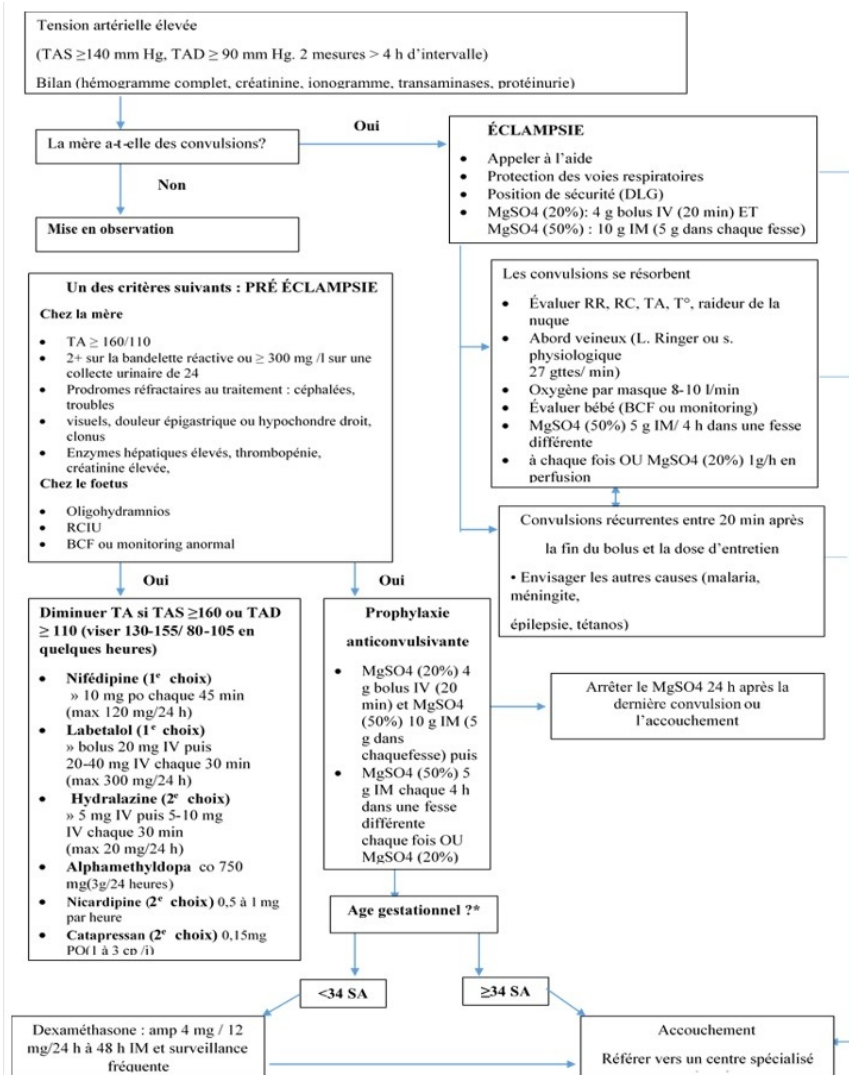 Tension artérielle élevée
(TAS ≥140 mm Hg, TAD ≥ 90 mm Hg. 2 mesures > 4 h d'intervalle)
Bilan (hémogramme complet, créatinine, ionogramme, transaminases, protéinurie)
La mère a-t-elle des convulsions?
Oui
Non
Mise en observation
ÉCLAMPSIE
• Appeler à l'aide
• Protection des voies respiratoires
• Position de sécurité (DLG)
• MgSO4 (20%): 4 g bolus IV (20 min) ET
MgSO4 (50%) : 10 g IM (5 g dans chaque fesse)
Les convulsions se résorbent
• Évaluer RR, RC, TA, T°, raideur de la
nuque
• Abord veineux (L. Ringer ou s.
physiologique
27 gttes/ min)
• Oxygène par masque 8-10 l/min
• Évaluer bébé (BCF ou monitoring)
• MgSO4 (50%) 5 g IM/ 4 h dans une fesse
différente
• à chaque fois OU MgSO4 (20%) 1g/h en
perfusion
Convulsions récurrentes entre 20 min après
la fin du bolus et la dose d'entretien
• Envisager les autres causes (malaria,
méningite,
épilepsie, tétanos)
Un des critères suivants : PRÉ ÉCLAMPSIE
Chez la mère
• TA ≥ 160/110
• 2+ sur la bandelette réactive ou ≥ 300 mg /l sur une
collecte urinaire de 24
• Prodromes réfractaires au traitement : céphalées,
troubles
• visuels, douleur épigastrique ou hypochondre droit,
clonus
• Enzymes hépatiques élevés, thrombopénie,
créatinine élevée,
Chez le foetus
• Oligohydramnios
• RCIU
• BCF ou monitoring anormal
Oui
Oui
Diminuer TA si TAS ≥160 ou TAD
≥ 110 (viser 130-155/ 80-105 en
quelques heures)
• Nifédipine (1e choix)
» 10 mg po chaque 45 min
(max 120 mg/24 h)
• Labetalol (1e choix)
» bolus 20 mg IV puis
20-40 mg IV chaque 30 min
(max 300 mg/24 h)
• Hydralazine (2e choix)
» 5 mg IV puis 5-10 mg
IV chaque 30 min
(max 20 mg/24 h)
• Alphamethyldopa co 750
mg(3g/24 heures)
• Nicardipine (2e choix) 0,5 à 1 mg
par heure
• Catapressan (2e choix) 0,15mg
PO(1 à 3 cp /j)
Prophylaxie
anticonvulsivante
• MgSO4 (20%) 4
g bolus IV (20
min) et MgSO4
(50%) 10 g IM (5
g dans
chaquefesse) puis
• MgSO4 (50%) 5
g IM chaque 4 h
dans une fesse
différente
chaque fois OU
MgSO4 (20%)
Arrêter le MgSO4 24 h après la
dernière convulsion ou
l'accouchement
Age gestationnel ?*
<34 SA
≥34 SA
Dexaméthasone : amp 4 mg / 12
mg/24 h à 48 h IM et surveillance
fréquente
Accouchement
Référer vers un centre spécialisé